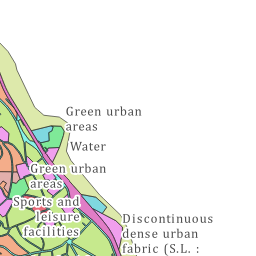 Green urban
areas
Water
Green urban
areas
Sports and
leisure
facilities
Discontinuous
dense urban
fabric (S.L. :